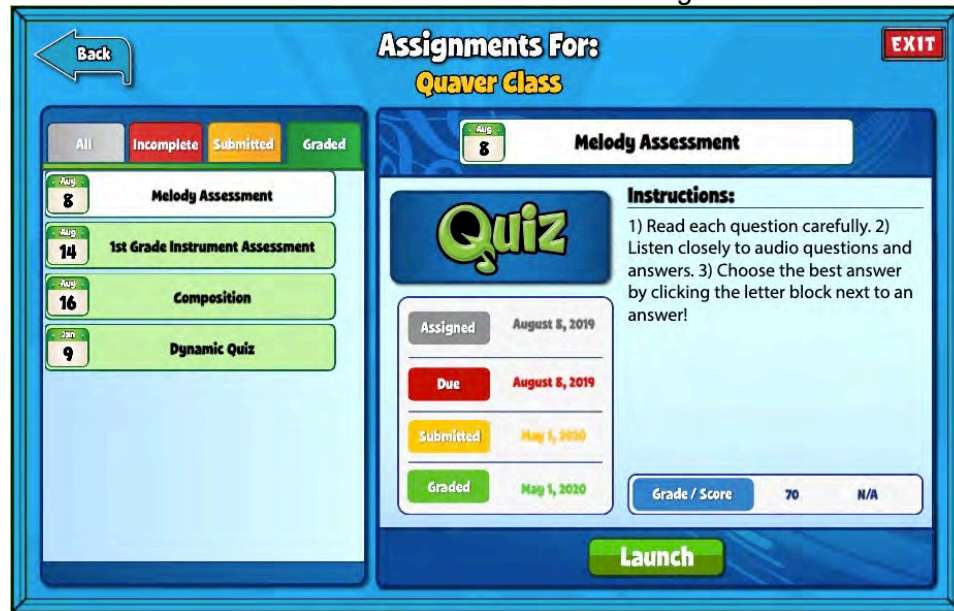 Back
Assignments For:
Quaver Class
EXIT
All Incomplete Submitted Graded
Aug
8
Melody Assessment
Aug
14
1st Grade Instrument Assessment
Aug
16
Composition
Jan
9
Dynamic Quiz
Aug
8
Melody Assessment
Quiz
Assigned August 8, 2019
Due August 8, 2019
Submitted May 1, 2020
Graded May 1, 2020
Instructions:
1) Read each question carefully. 2)
Listen closely to audio questions and
answers. 3) Choose the best answer
by clicking the letter block next to an
answer!
Grade / Score 70 N/A
Launch